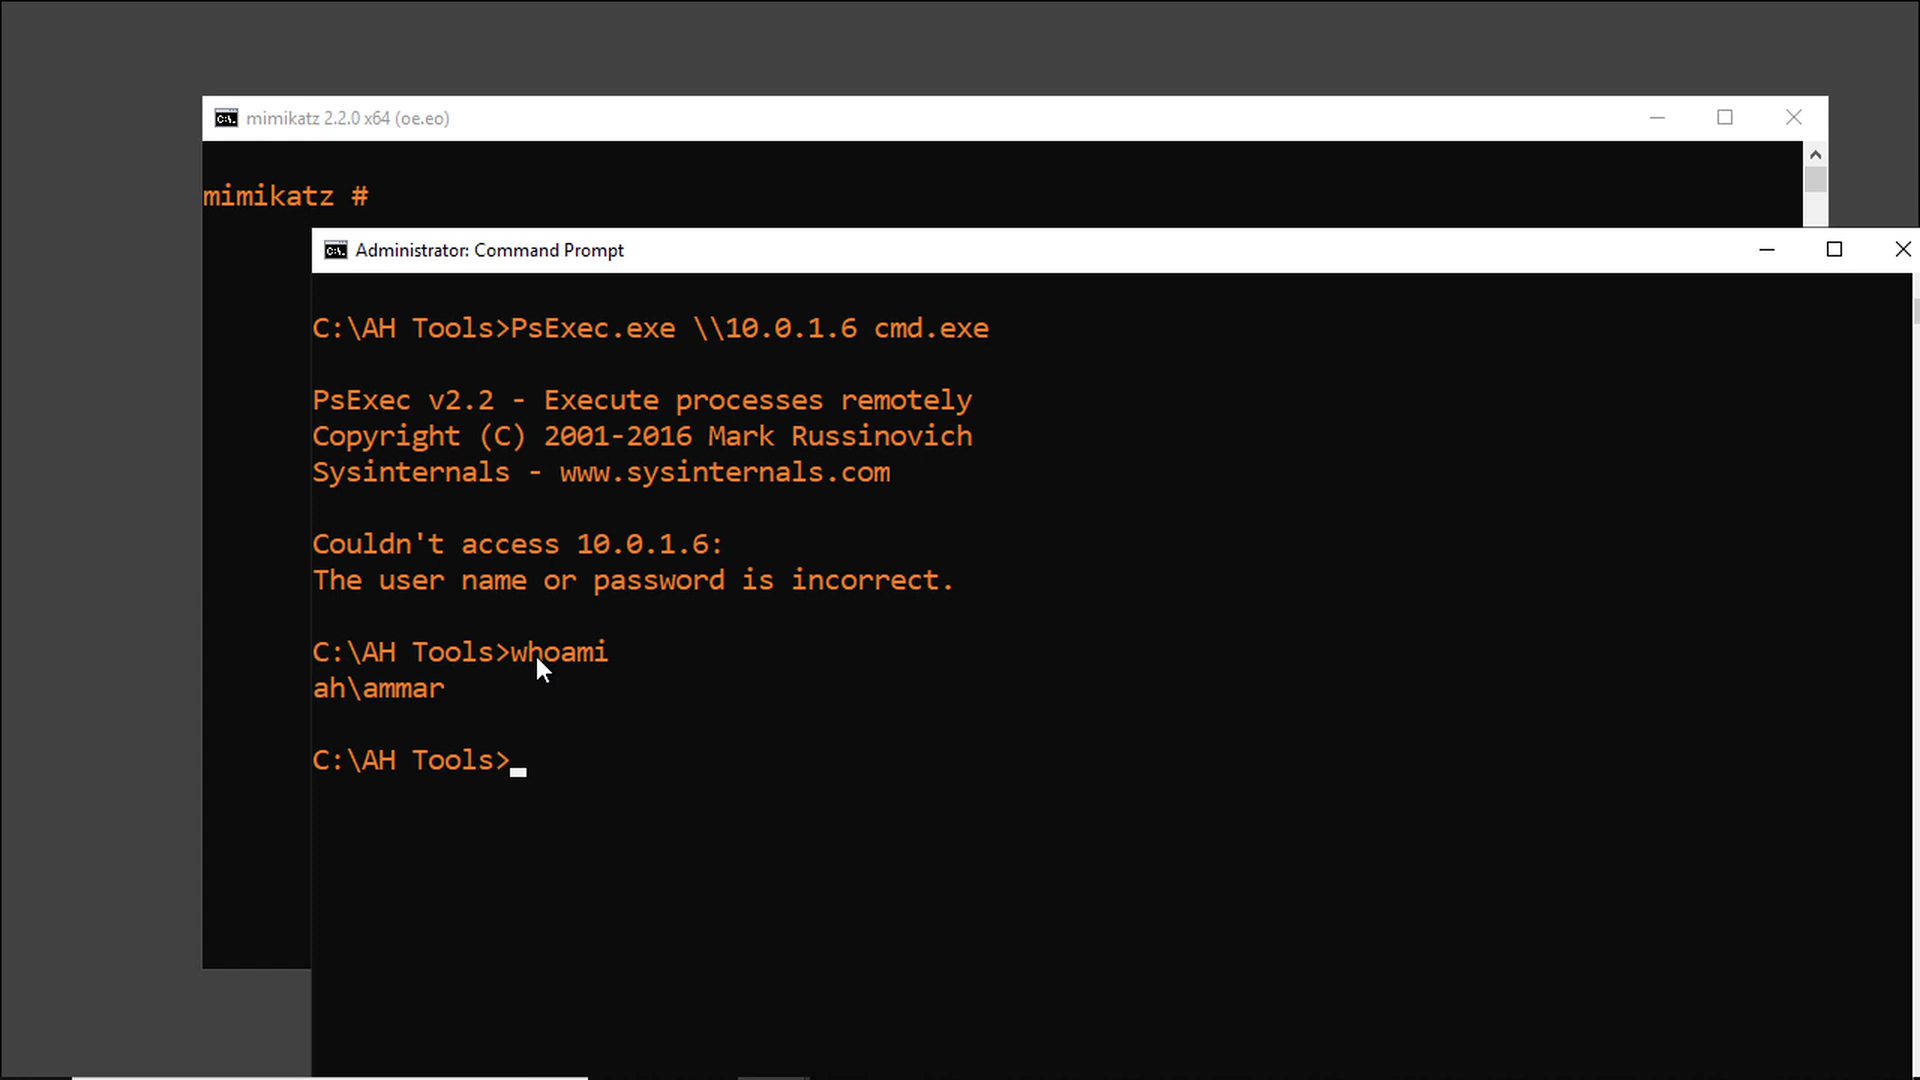 mimikatz 2.2.0 x64 (oe.eo)
mimikatz #
Administrator: Command Prompt
C:\AH Tools>PsExec.exe \\10.0.1.6 cmd.exe
PsExec v2.2 - Execute processes remotely
Copyright (C) 2001-2016 Mark Russinovich
Sysinternals - www.sysinternals.com
Couldn't access 10.0.1.6:
The user name or password is incorrect.
C:\AH Tools>whoami
ah\ammar
C:\AH Tools>